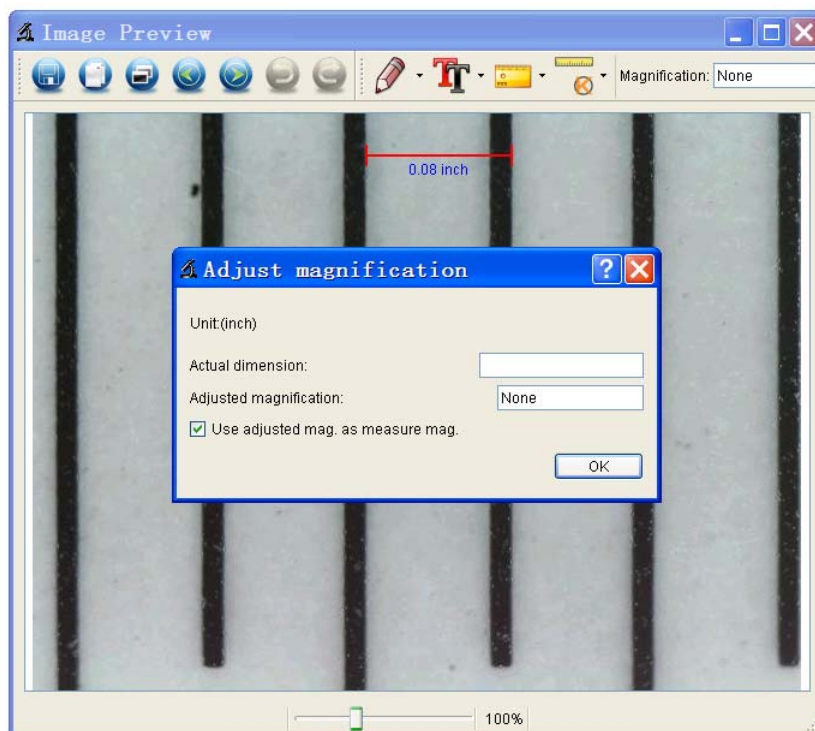 Image Preview
Magnification: None
0.08 inch
Adjust magnification
Unit:(inch)
Actual dimension:
Adjusted magnification: None
Use adjusted mag. as measure mag.
OK
100%